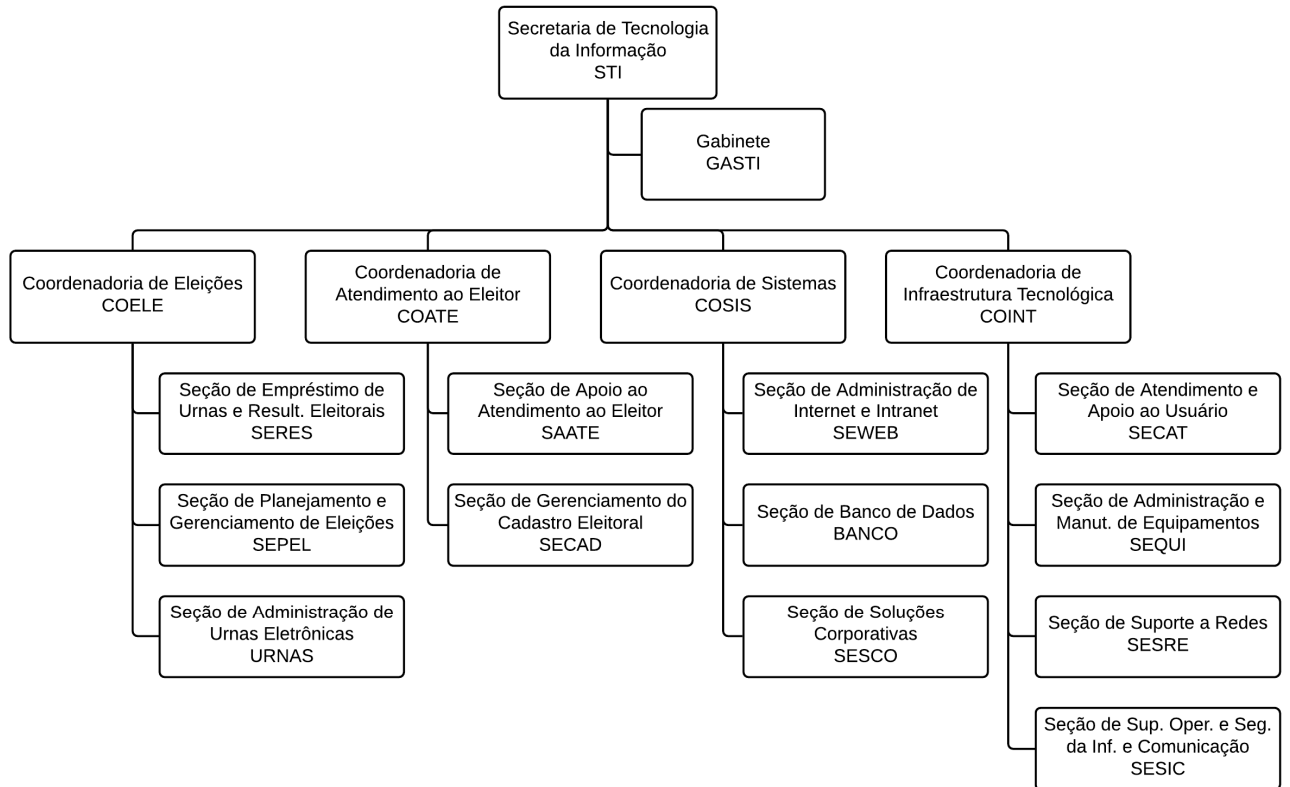 Secretaria de Tecnologia
da Informação
STI
Gabinete
GASTI
Coordenadoria de Eleições
COELE
Coordenadoria de
Atendimento ao Eleitor
COATE
Coordenadoria de Sistemas
COSIS
Coordenadoria de
Infraestrutura Tecnológica
COINT
Seção de Empréstimo de
Urnas e Result. Eleitorais
SERES
Seção de Planejamento e
Gerenciamento de Eleições
SEPEL
Seção de Administração de
Urnas Eletrônicas
URNAS
Seção de Apoio ao
Atendimento ao Eleitor
SAATE
Seção de Gerenciamento do
Cadastro Eleitoral
SECAD
Seção de Administração de
Internet e Intranet
SEWEB
Seção de Banco de Dados
BANCO
Seção de Soluções
Corporativas
SESCO
Seção de Atendimento e
Apoio ao Usuário
SECAT
Seção de Administração e
Manut. de Equipamentos
SEQUI
Seção de Suporte a Redes
SESRE
Seção de Sup. Oper. e Seg.
da Inf. e Comunicação
SESIC